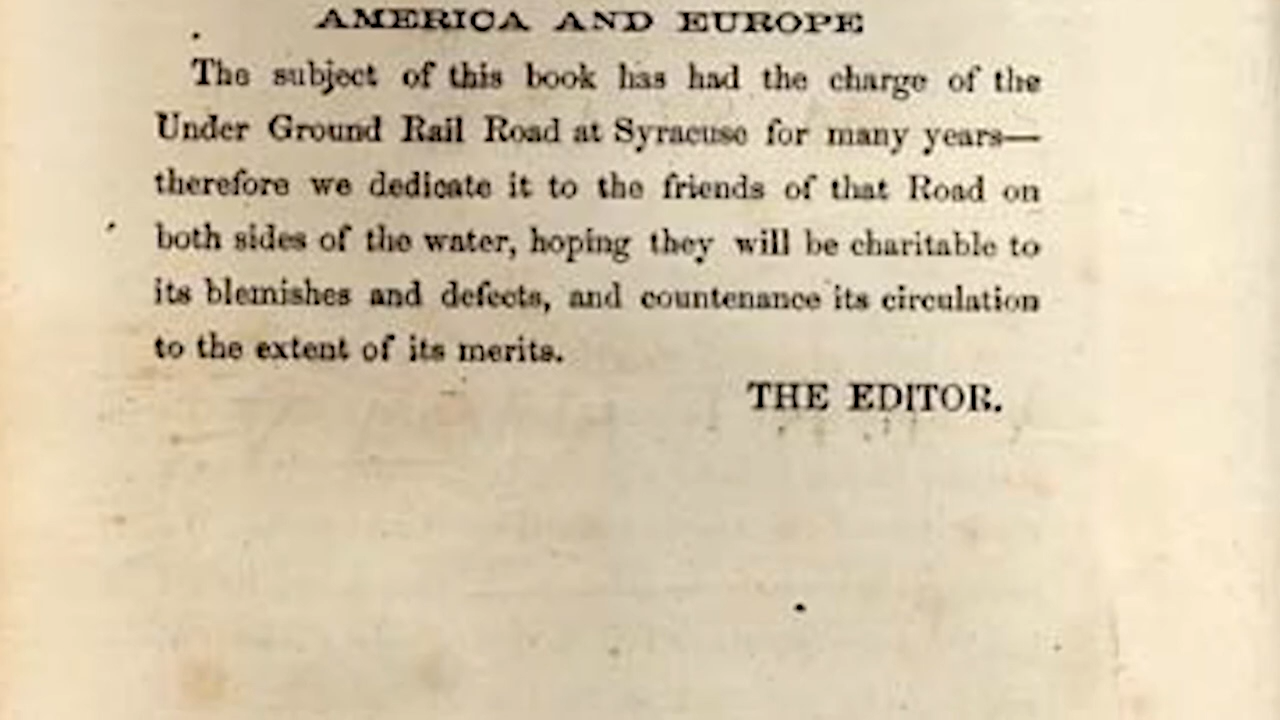 AMERICA AND EUROPE
The subject of this book has had the charge of the
Under Ground Rail Road at Syracuse for many years—
therefore we dedicate it to the friends of that Road on
both sides of the water, hoping they will be charitable to
its blemishes and defects, and countenance its circulation
to the extent of its merits.
THE EDITOR.